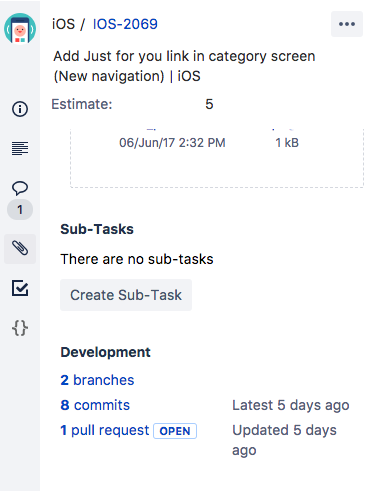 iOS / IOS-2069
Add Just for you link in category screen
(New navigation) | iOS
Estimate: 5
06/Jun/17 2:32 PM 1 kB
1
Sub-Tasks
There are no sub-tasks
Create Sub-Task
Development
2 branches
8 commits Latest 5 days ago
1 pull request OPEN Updated 5 days
ago